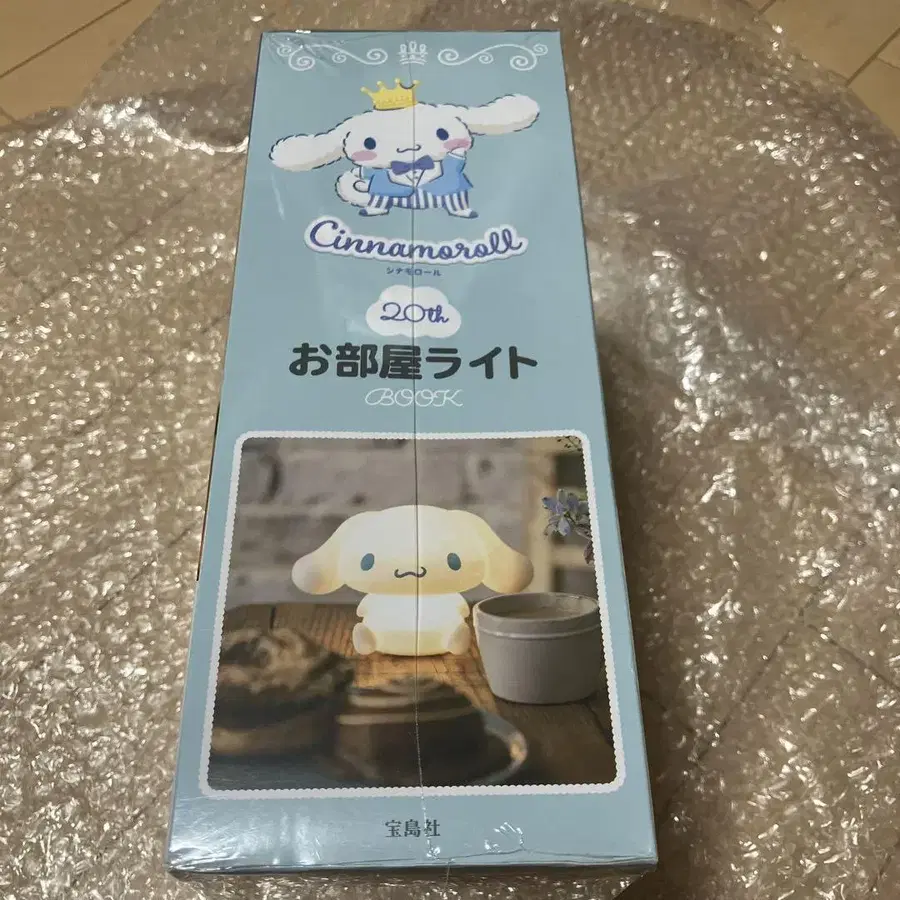 Cinnamoroll
シナモロール
20th
お部屋ライト
BOOK
宝島社